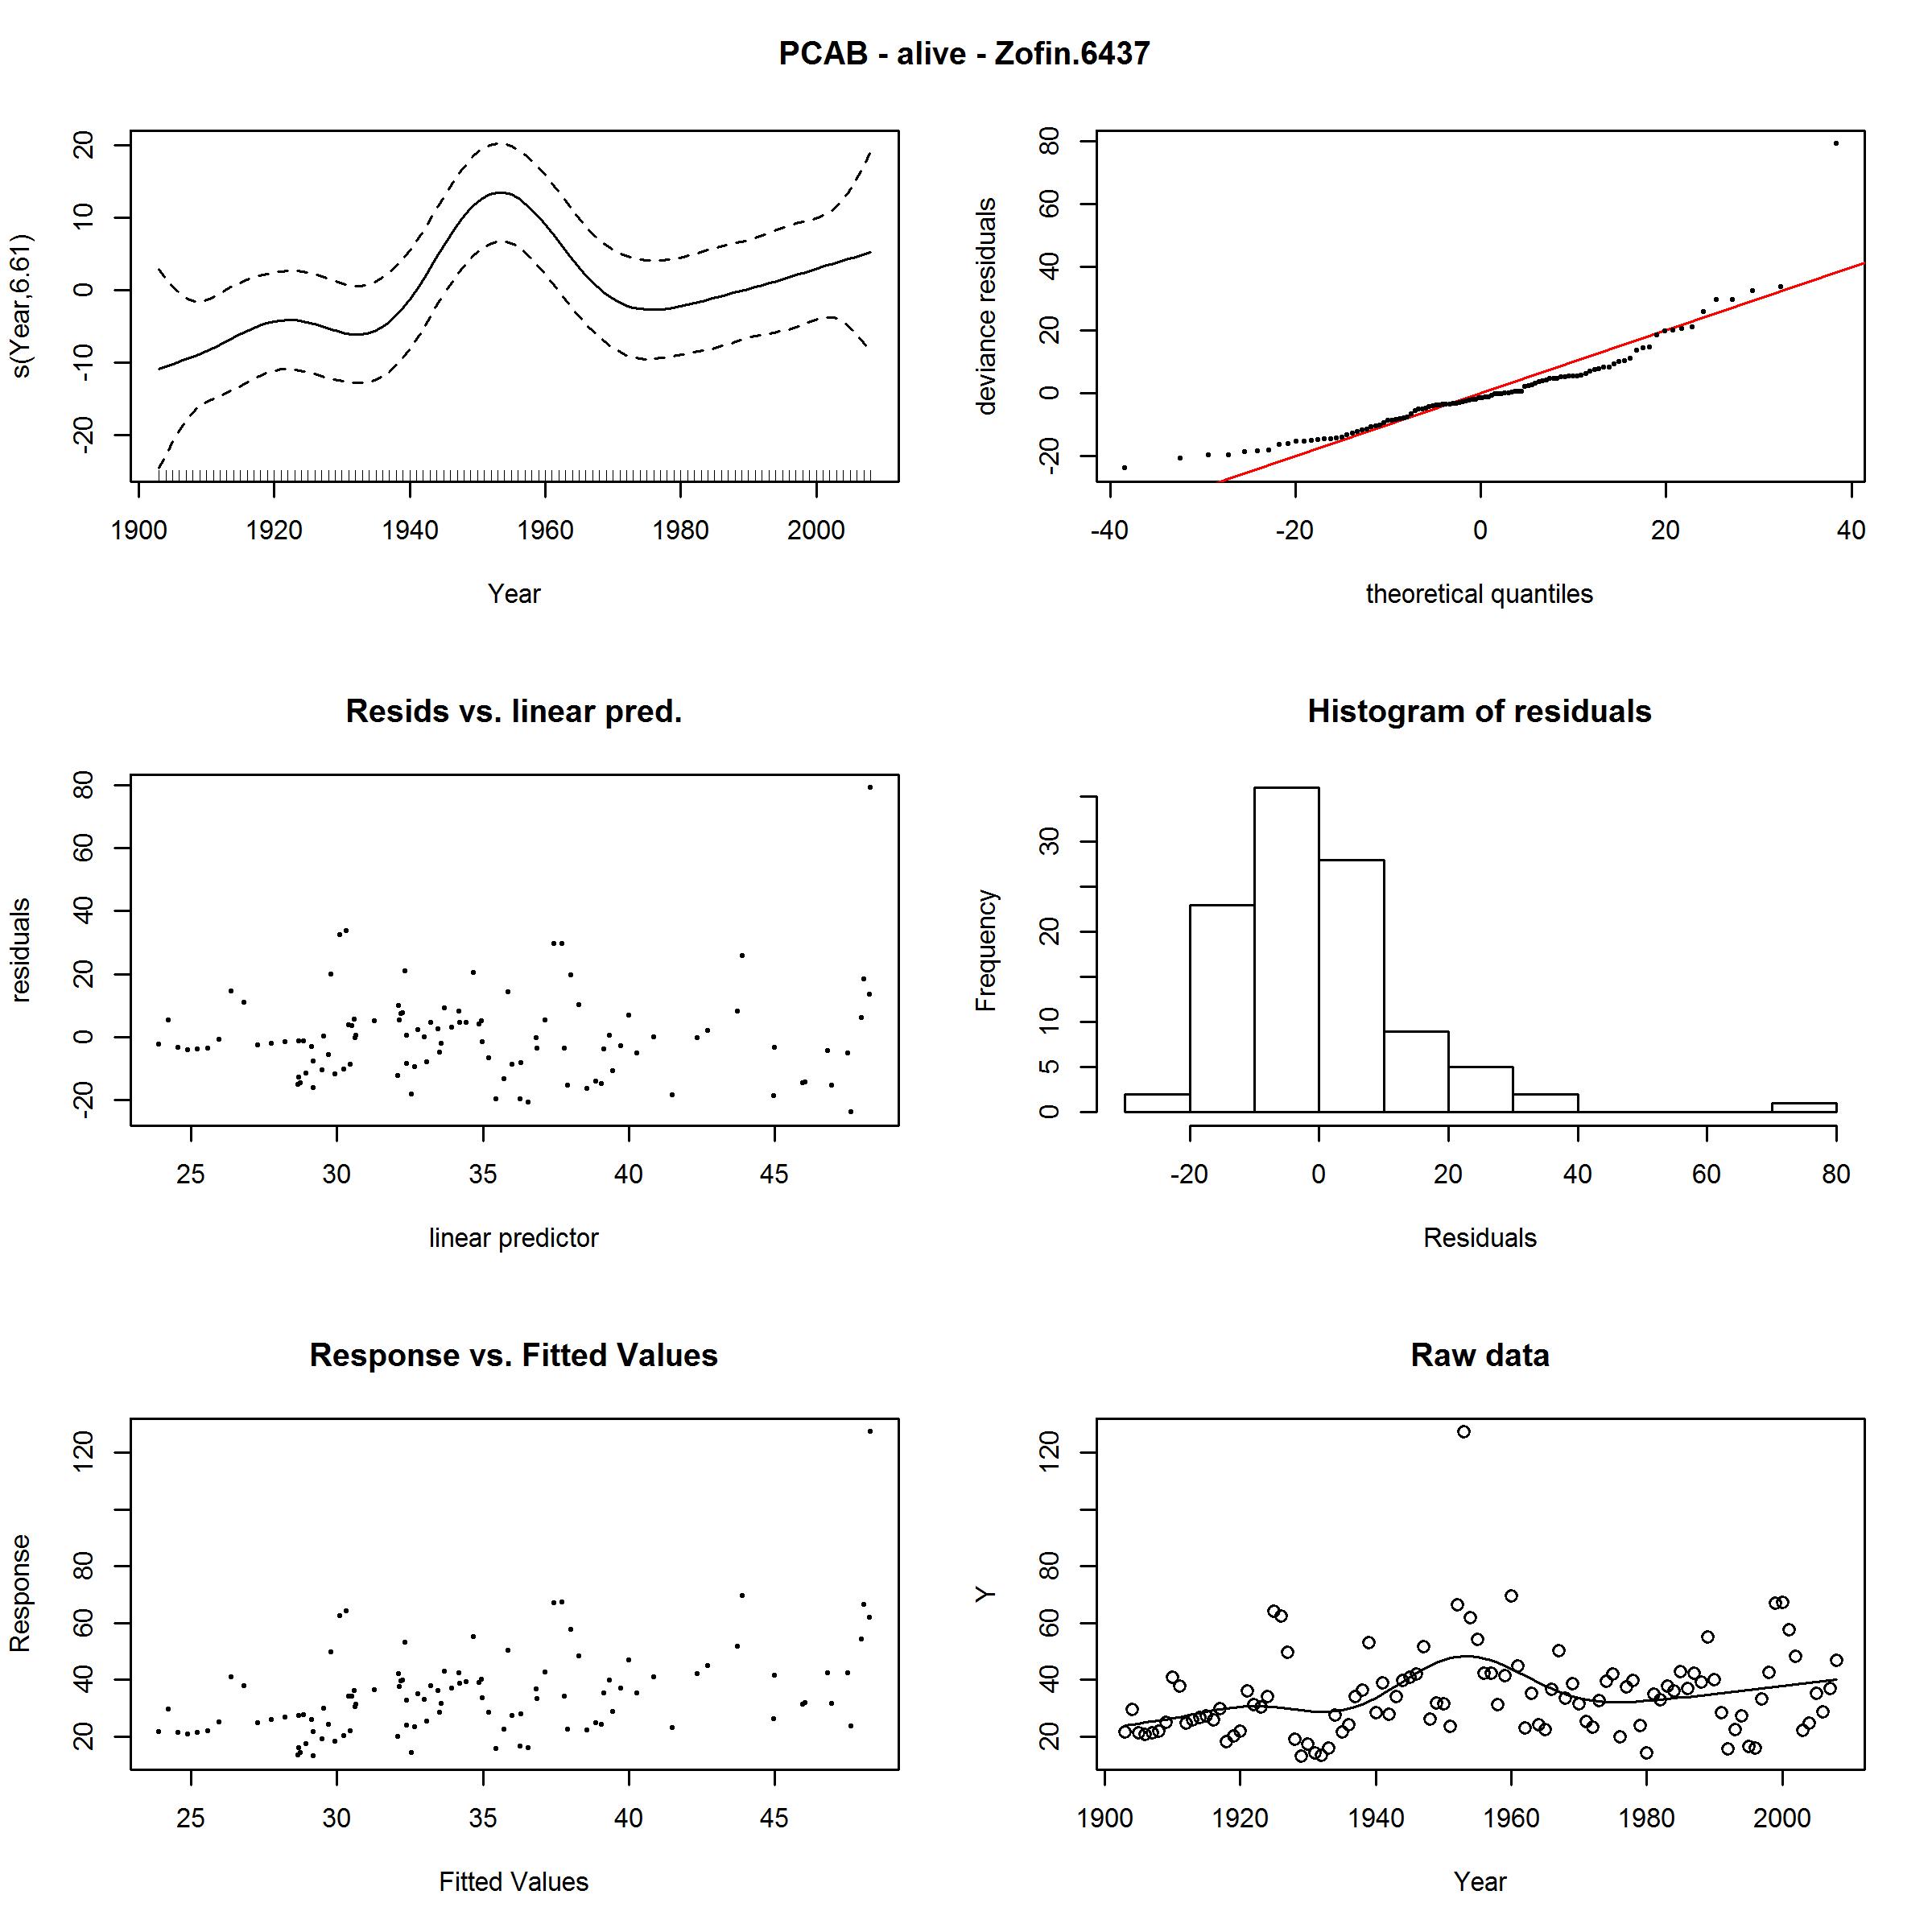 PCAB - alive - Zofin.6437
s(Year,6.61)
20
10
0
-10
-20
1900 1920 1940 1960 1980 2000
Year
deviance residuals
80
60
40
20
0
-20
-40 -20 0 20 40
theoretical quantiles
Resids vs. linear pred.
residuals
80
60
40
20
0
-20
25 30 35 40 45
linear predictor
Histogram of residuals
Frequency
30
20
10
5
0
-20 0 20 40 60 80
Residuals
Response vs. Fitted Values
Response
120
80
60
40
20
25 30 35 40 45
Fitted Values
Raw data
Y
120
80
60
40
20
1900 1920 1940 1960 1980 2000
Year